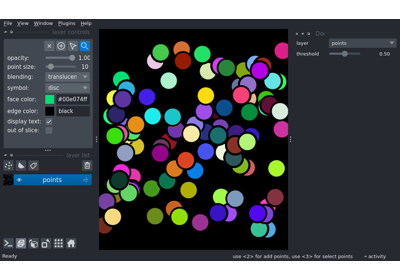 File View Window Plugins Help
layer controls
opacity: 1.00
point size: 10
blending: translucen
symbol: disc
face color: #00e074ff
edge color: black
display text:
out of slice:
layer list
points
layer points
threshold 0.50
Ready
use <2> for add points, use <3> for select points
activity